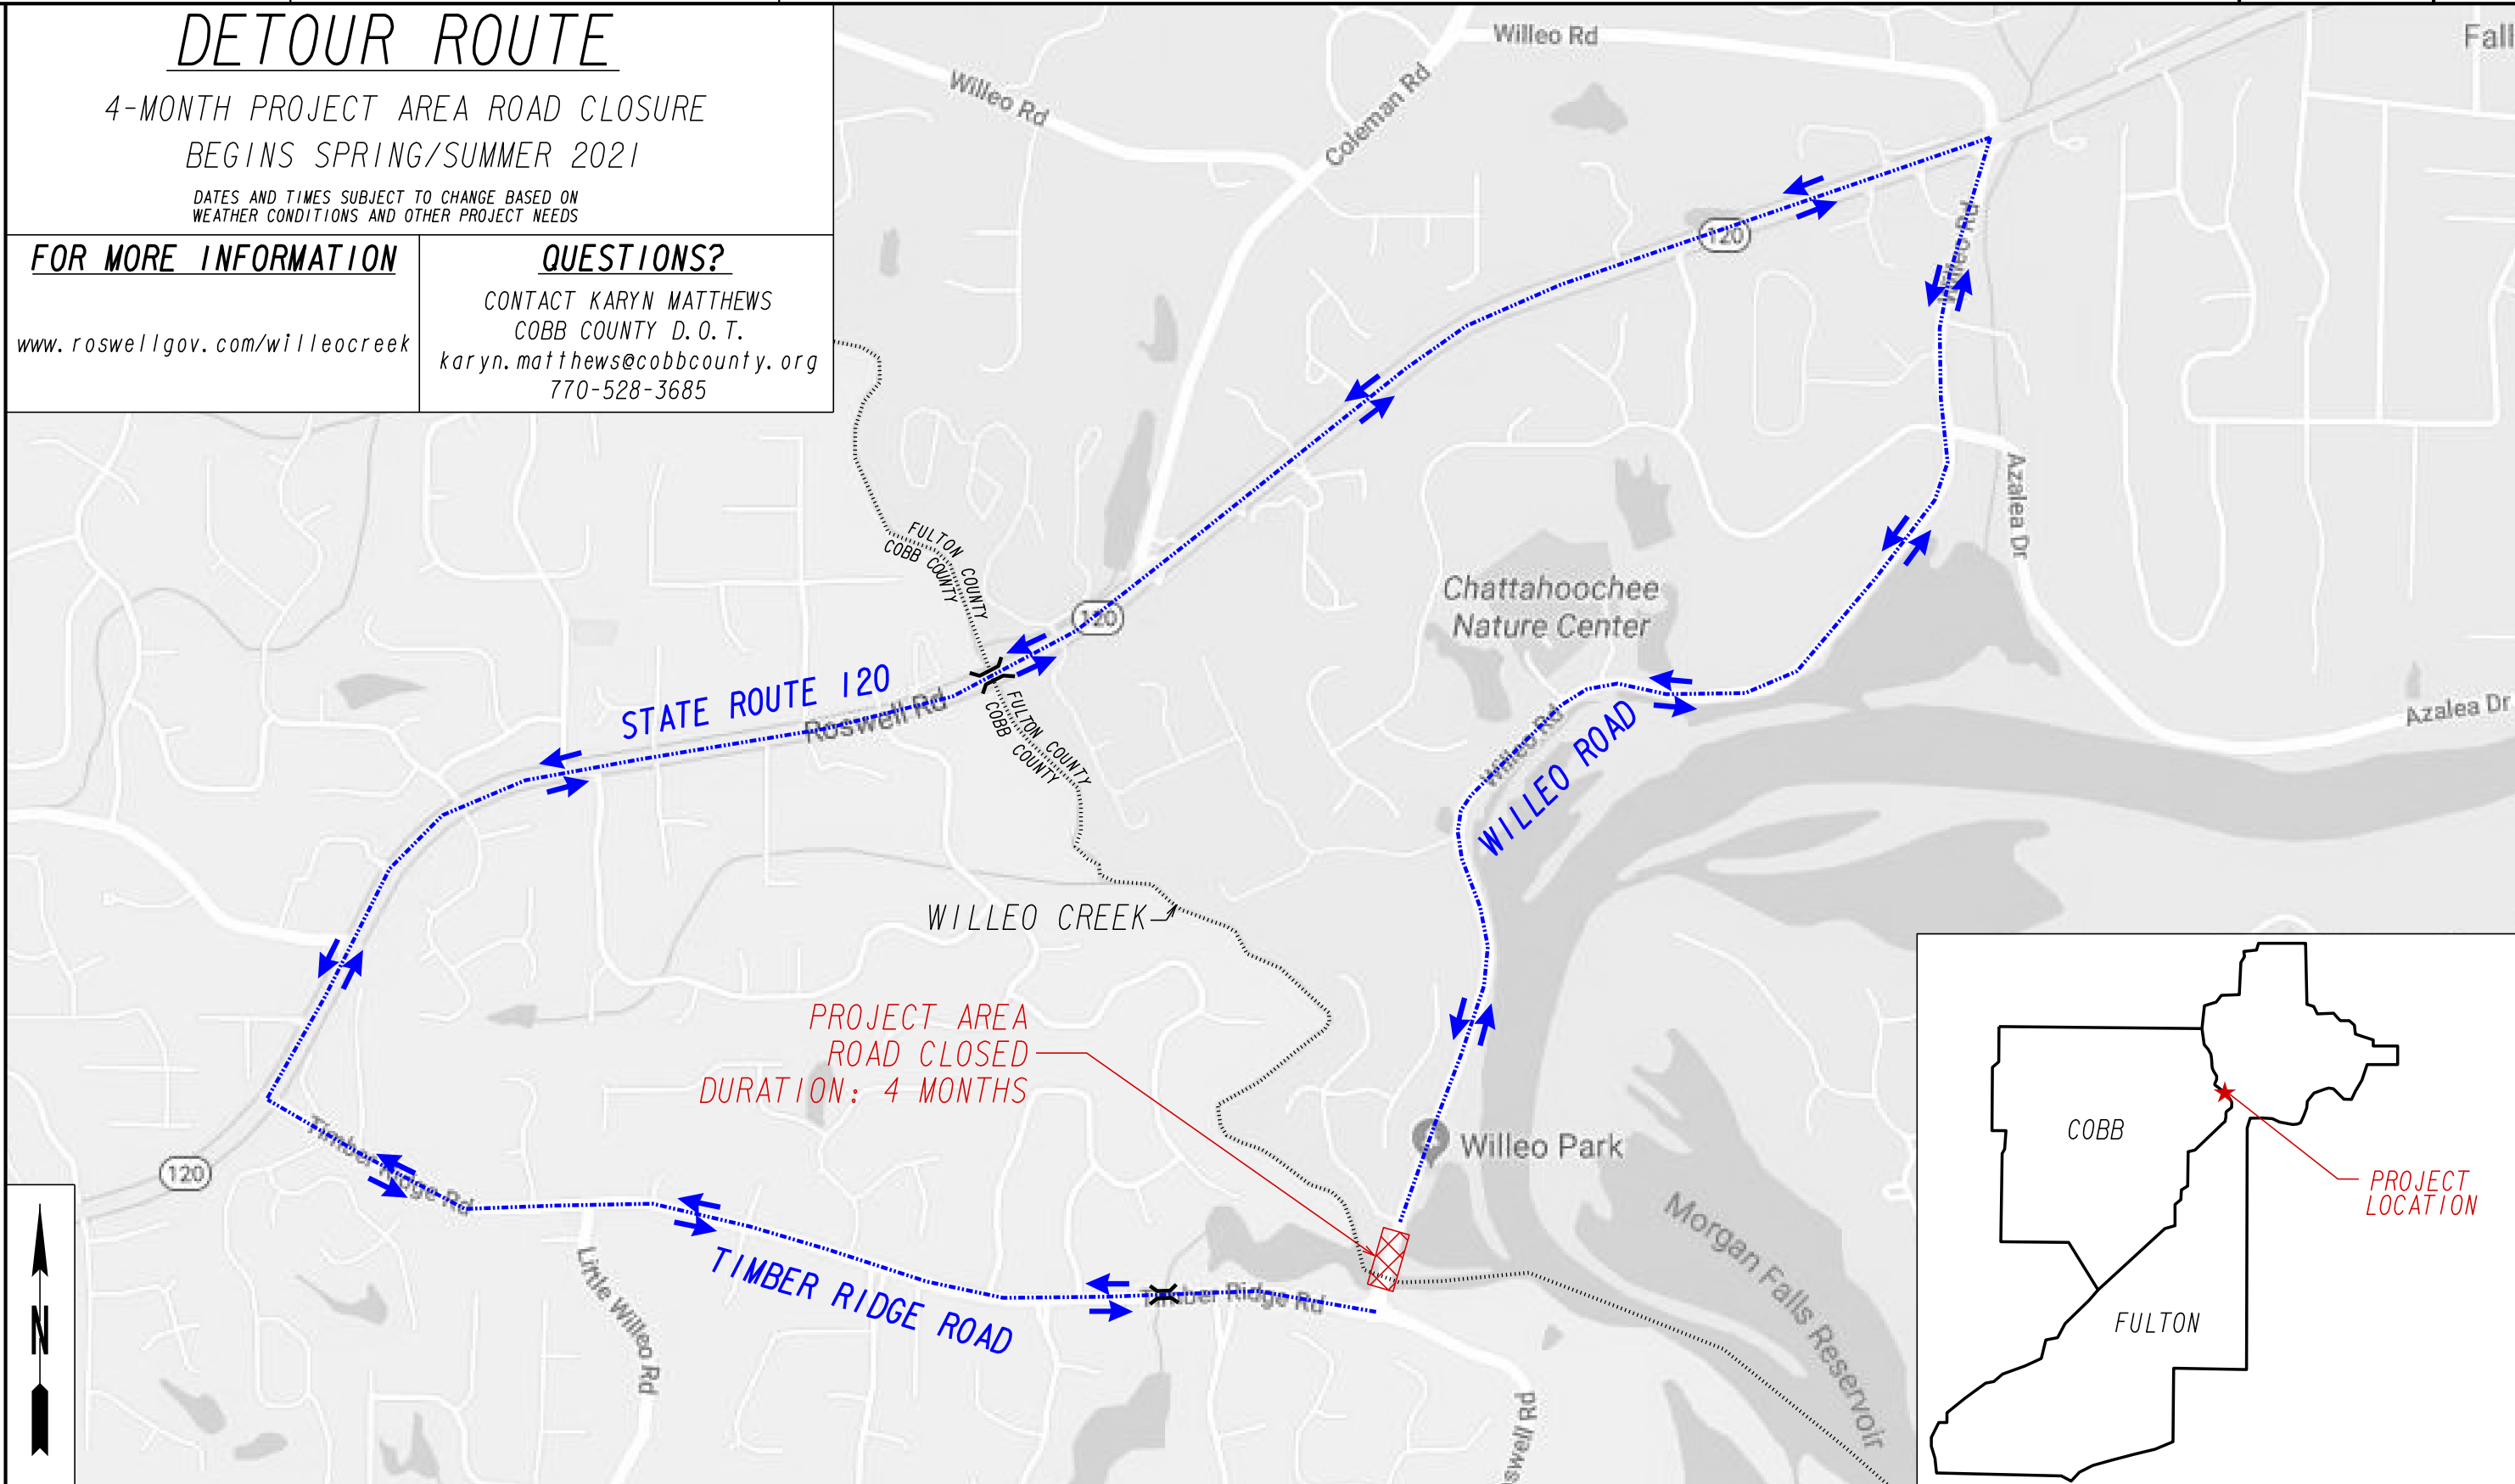 DETOUR ROUTE
4-MONTH PROJECT AREA ROAD CLOSURE
BEGINS SPRING/SUMMER 2021
DATES AND TIMES SUBJECT TO CHANGE BASED ON
WEATHER CONDITIONS AND OTHER PROJECT NEEDS
FOR MORE INFORMATION
www.roswellgov.com/willeocreek
QUESTIONS?
CONTACT KARYN MATTHEWS
COBB COUNTY D.O.T.
karyn.matthews@cobbcounty.org
770-528-3685
Willeo Rd
Willeo Rd
Coleman Rd
Fall
120
Willeo Rd
Azalea Dr
FULTON COUNTY
COBB COUNTY
120
Chattahoochee
Nature Center
STATE ROUTE 120
Roswell Rd
FULTON COUNTY
COBB COUNTY
Willeo Rd
WILLEO ROAD
Azalea Dr
WILLEO CREEK
PROJECT AREA
ROAD CLOSED
DURATION: 4 MONTHS
Willeo Park
120
Timber Ridge Rd
Little Willeo Rd
TIMBER RIDGE ROAD
Timber Ridge Rd
Morgan Falls Reservoir
swell Rd
N
COBB
FULTON
PROJECT
LOCATION